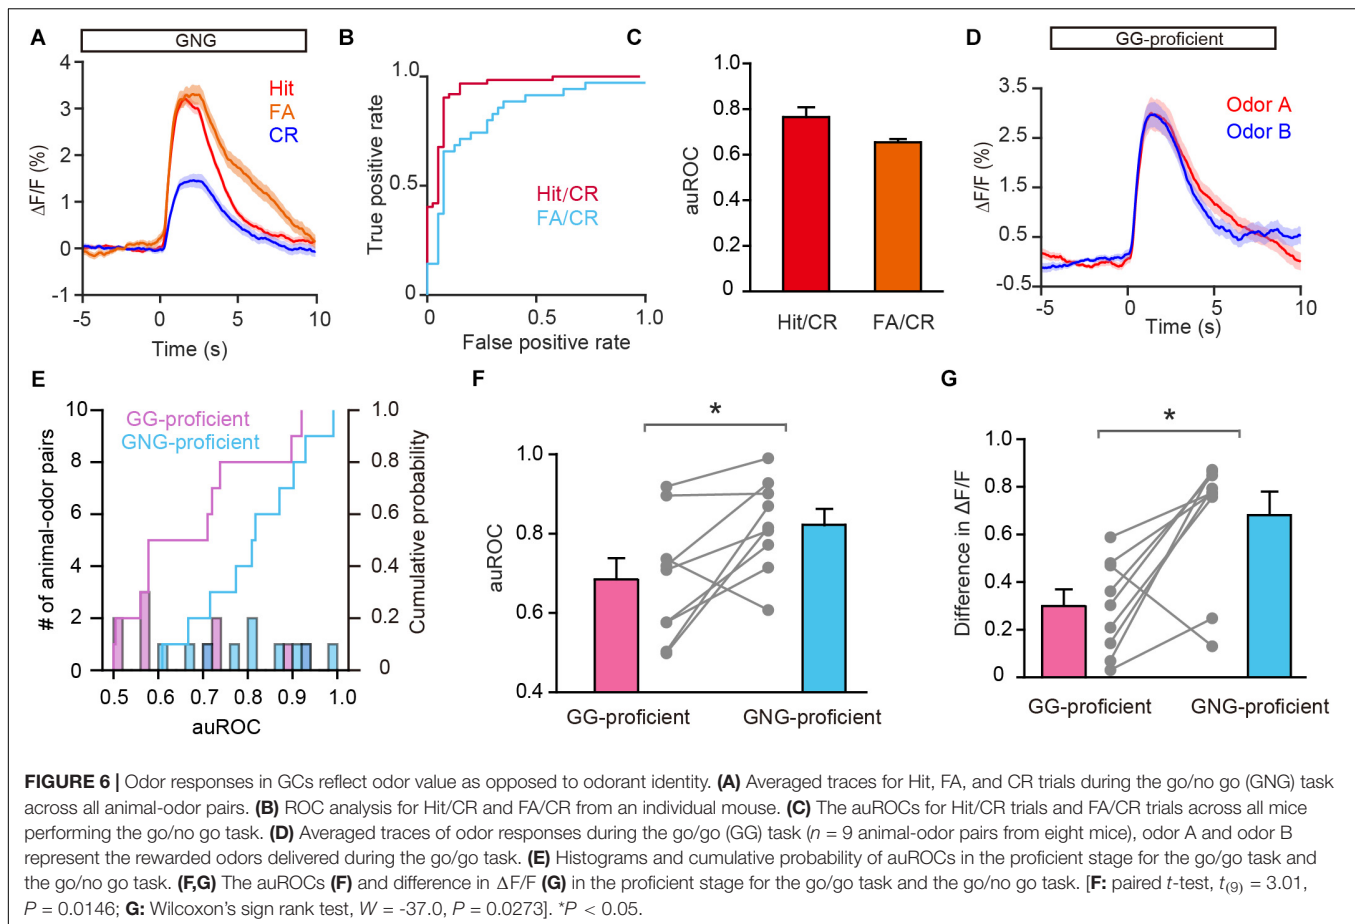 A
GNG
4
3
2
1
0
-1
ΔF/F (%)
Hit
FA
CR
-5
0
5
10
Time (s)
B
1.0
0.5
0
True positive rate
Hit/CR
FA/CR
0
0.5
1.0
False positive rate
C
1.0
0.8
0.6
0.4
0.2
0
auROC
Hit/CR
FA/CR
D
GG-proficient
3.5
2.5
1.5
0.5
-0.5
ΔF/F (%)
Odor A
Odor B
-5
0
5
10
Time (s)
E
10
8
6
4
2
0
# of animal-odor pairs
GG-proficient
GNG-proficient
1.0
0.8
0.6
0.4
0.2
0
Cumulative probability
0.5
0.6
0.7
0.8
0.9
1.0
auROC
F
*
1.0
0.8
0.6
0.4
auROC
GG-proficient
GNG-proficient
G
*
1.0
0.8
0.6
0.4
0.2
0
Difference in ΔF/F
GG-proficient
GNG-proficient
FIGURE 6 | Odor responses in GCs reflect odor value as opposed to odorant identity. (A) Averaged traces for Hit, FA, and CR trials during the go/no go (GNG) task
across all animal-odor pairs. (B) ROC analysis for Hit/CR and FA/CR from an individual mouse. (C) The auROCs for Hit/CR trials and FA/CR trials across all mice
performing the go/no go task. (D) Averaged traces of odor responses during the go/go (GG) task (n = 9 animal-odor pairs from eight mice), odor A and odor B
represent the rewarded odors delivered during the go/go task. (E) Histograms and cumulative probability of auROCs in the proficient stage for the go/go task and
the go/no go task. (F,G) The auROCs (F) and difference in ΔF/F (G) in the proficient stage for the go/go task and the go/no go task. [F: paired t-test, t(9) = 3.01,
P = 0.0146; G: Wilcoxon's sign rank test, W = -37.0, P = 0.0273]. *P < 0.05.